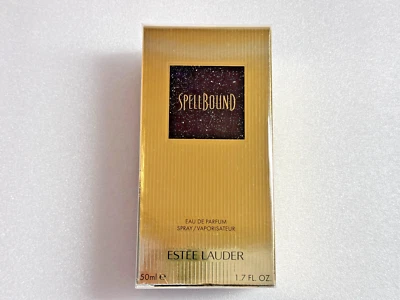 SPELLBOUND
EAU DE PARFUM
SPRAY / VAPORISATEUR
ESTĒE LAUDER
50ml ℮ 1.7 FL. OZ.